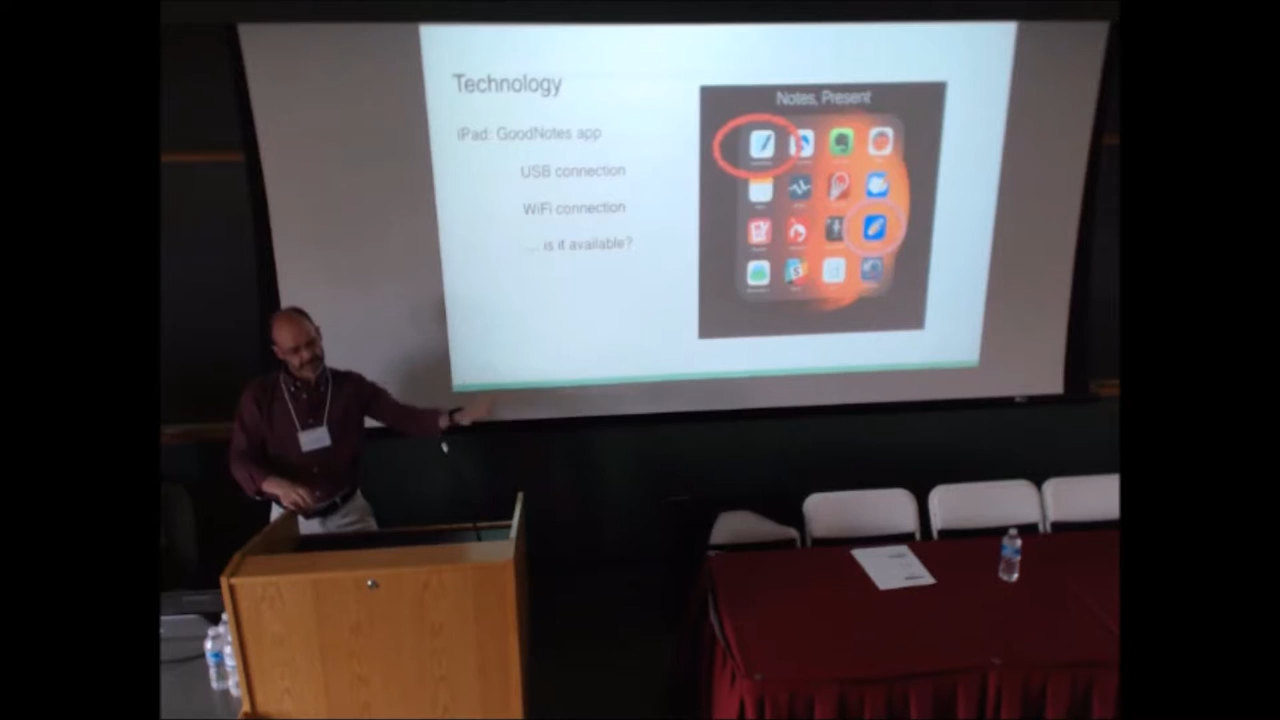 Technology
iPad: GoodNotes app
USB connection
WiFi connection
... is it available?
Notes, Present